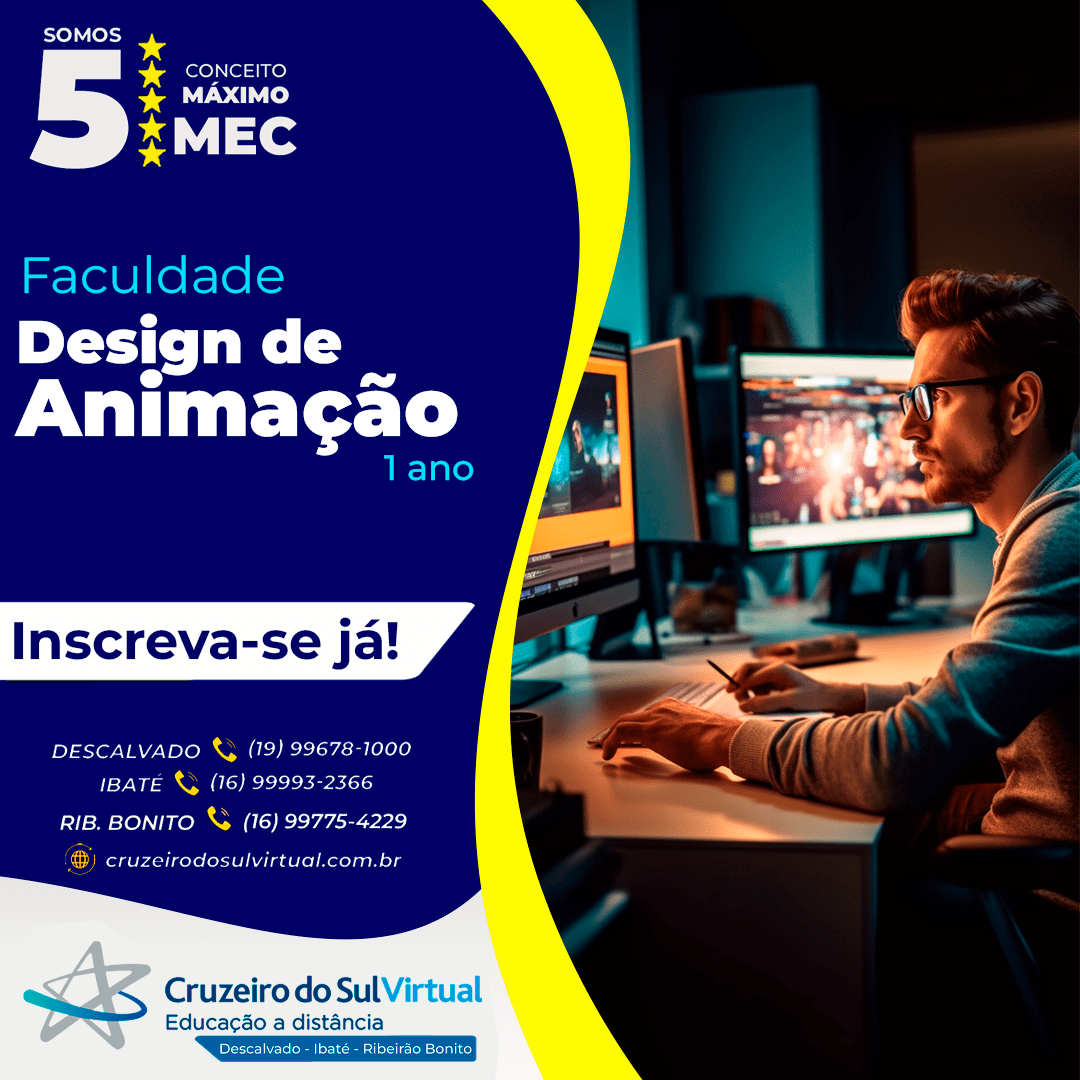 SOMOS
5
CONCEITO
MÁXIMO
MEC
Faculdade
Design de
Animação
1 ano
Inscreva-se já!
DESCALVADO (19) 99678-1000
IBATÉ (16) 99993-2366
RIB. BONITO (16) 99775-4229
cruzeirodosulvirtual.com.br
Cruzeiro do Sul Virtual
Educação a distância
Descalvado - Ibaté - Ribeirão Bonito